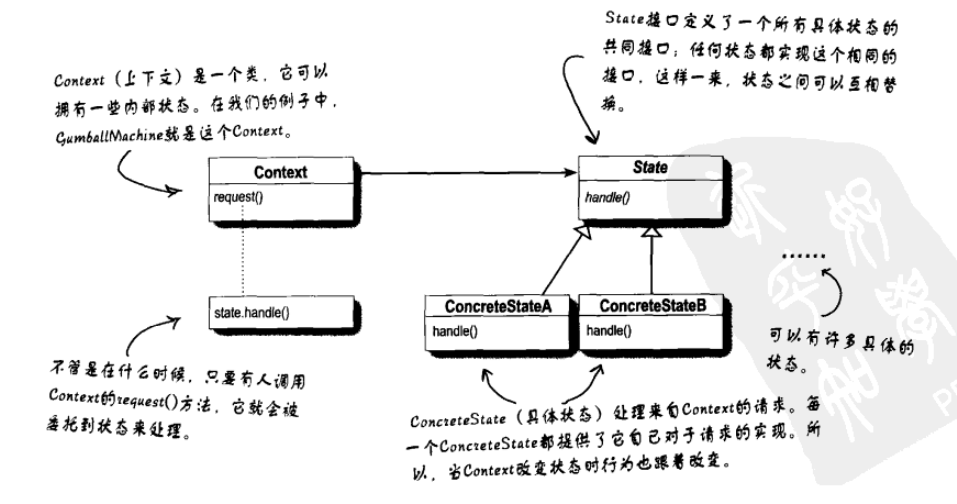 State接口定义了一个所有具体状态的
共同接口；任何状态都实现这个相同的
接口，这样一来，状态之间可以互相替
换。
Context（上下文）是一个类，它可以
拥有一些内部状态。在我们的例子中，
GumballMachine就是这个Context。
Context
request()
State
handle()
state.handle()
ConcreteStateA
handle()
ConcreteStateB
handle()
......
可以有许多具体的
状态。
不管是在什么时候，只要有人调用
Context的request()方法，它就会被
委托到状态来处理。
ConcreteState（具体状态）处理来自Context的请求。每
一个ConcreteState都提供了它自己对于请求的实现。所
以，当Context改变状态时行为也跟着改变。